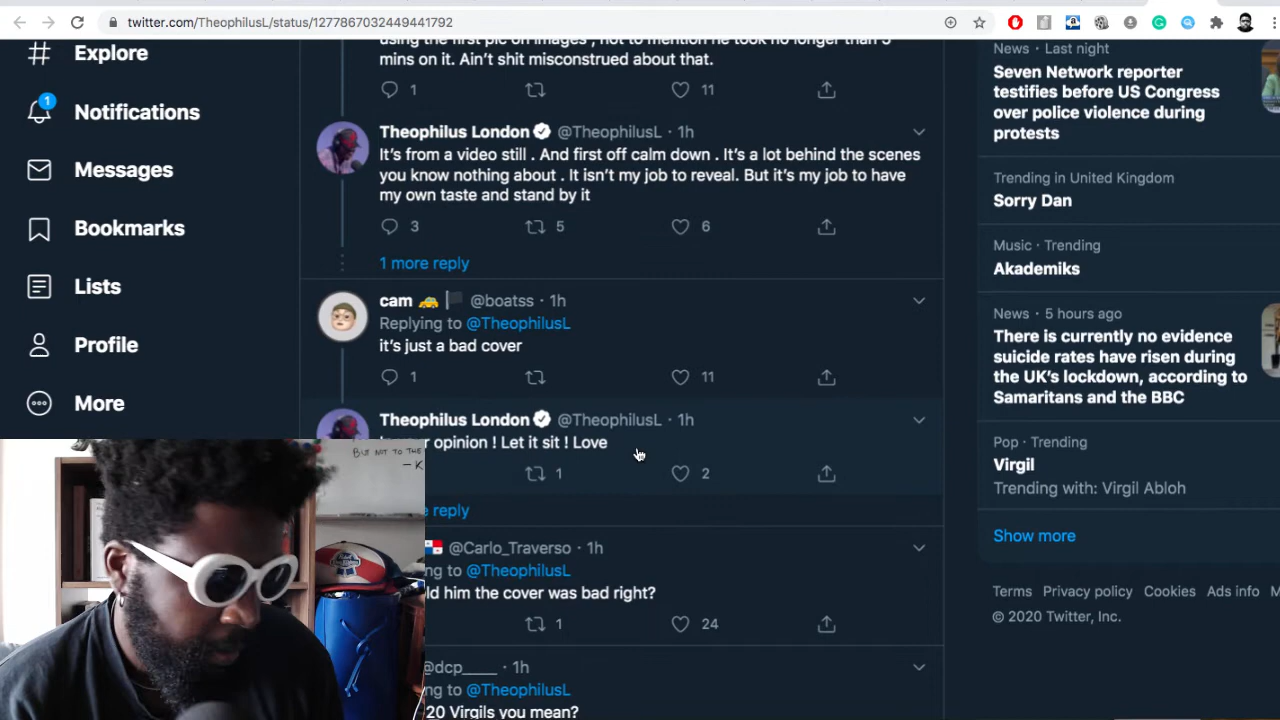 twitter.com/TheophilusL/status/1277867032449441792
Explore
1
Notifications
Messages
Bookmarks
Lists
Profile
More
using the first pic on images , not to mention he took no longer than 5
mins on it. Ain't shit misconstrued about that.
1
11
Theophilus London @TheophilusL · 1h
It's from a video still . And first off calm down . It's a lot behind the scenes
you know nothing about . It isn't my job to reveal. But it's my job to have
my own taste and stand by it
3
5
6
1 more reply
cam @boatss · 1h
Replying to @TheophilusL
it's just a bad cover
1
11
Theophilus London @TheophilusL · 1h
opinion ! Let it sit ! Love
1
2
reply
@Carlo_Traverso · 1h
@TheophilusL
him the cover was bad right?
1
24
@dcp____ · 1h
@TheophilusL
20 Virgils you mean?
News · Last night
Seven Network reporter
testifies before US Congress
over police violence during
protests
Trending in United Kingdom
Sorry Dan
Music · Trending
Akademiks
News · 5 hours ago
There is currently no evidence
suicide rates have risen during
the UK's lockdown, according to
Samaritans and the BBC
Pop · Trending
Virgil
Trending with: Virgil Abloh
Show more
Terms Privacy policy Cookies Ads info
© 2020 Twitter, Inc.
BUT NOT TO THE
Pabst
Blue Ribbon